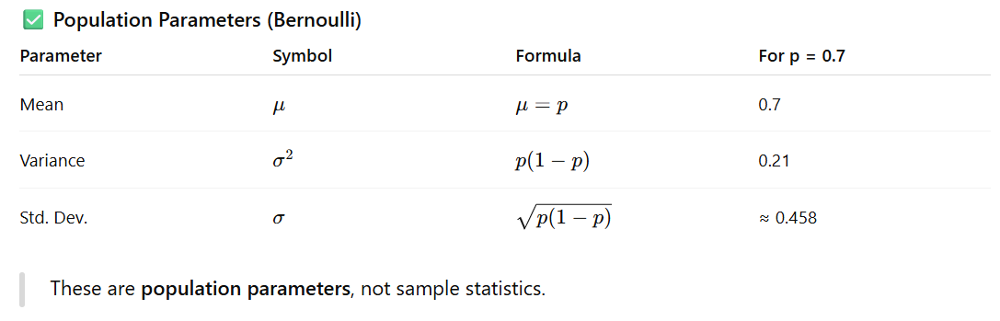 ✅ Population Parameters (Bernoulli)
Parameter Symbol Formula For p = 0.7
Mean μ μ = p 0.7
Variance σ² p(1 − p) 0.21
Std. Dev. σ √p(1 − p) ≈ 0.458
These are population parameters, not sample statistics.